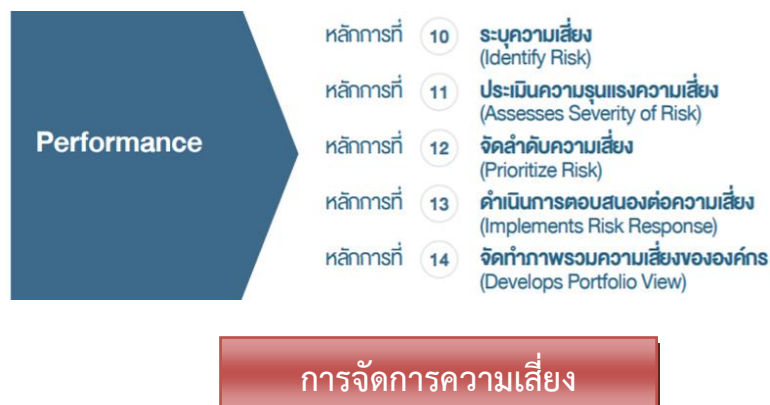 Performance
หลักการที่ 10 ระบุความเสี่ยง
(Identify Risk)
หลักการที่ 11 ประเมินความรุนแรงความเสี่ยง
(Assesses Severity of Risk)
หลักการที่ 12 จัดลำดับความเสี่ยง
(Prioritize Risk)
หลักการที่ 13 ดำเนินการตอบสนองต่อความเสี่ยง
(Implements Risk Response)
หลักการที่ 14 จัดทำภาพรวมความเสี่ยงขององค์กร
(Develops Portfolio View)
การจัดการความเสี่ยง